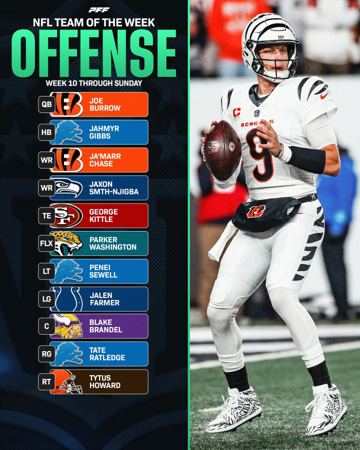 PFF
NFL TEAM OF THE WEEK
OFFENSE
WEEK 10 THROUGH SUNDAY
QB JOE
BURROW
HB JAHMYR
GIBBS
WR JA'MARR
CHASE
WR JAXON
SMTH-NJIGBA
TE GEORGE
KITTLE
FLX PARKER
WASHINGTON
LT PENEI
SEWELL
LG JALEN
FARMER
C BLAKE
BRANDEL
RG TATE
RATLEDGE
RT TYTUS
HOWARD
C
BENGALS
9